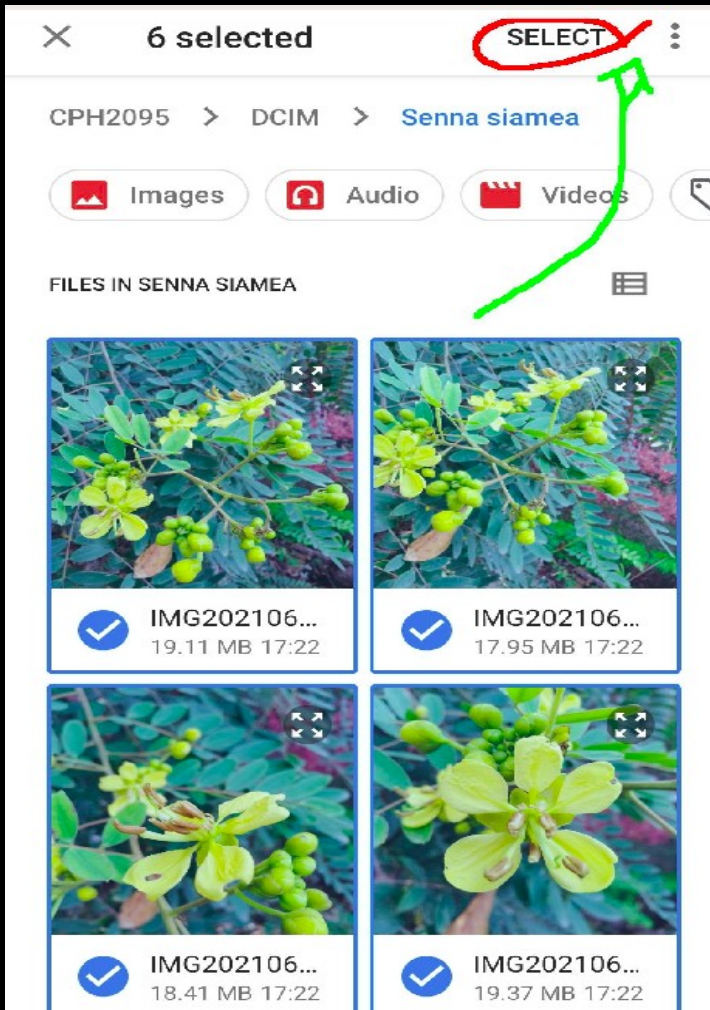 6 selected SELECT
CPH2095 > DCIM > Senna siamea
Images Audio Videos
FILES IN SENNA SIAMEA
IMG202106... IMG202106...
19.11 MB 17:22 17.95 MB 17:22
IMG202106... IMG202106...
18.41 MB 17:22 19.37 MB 17:22